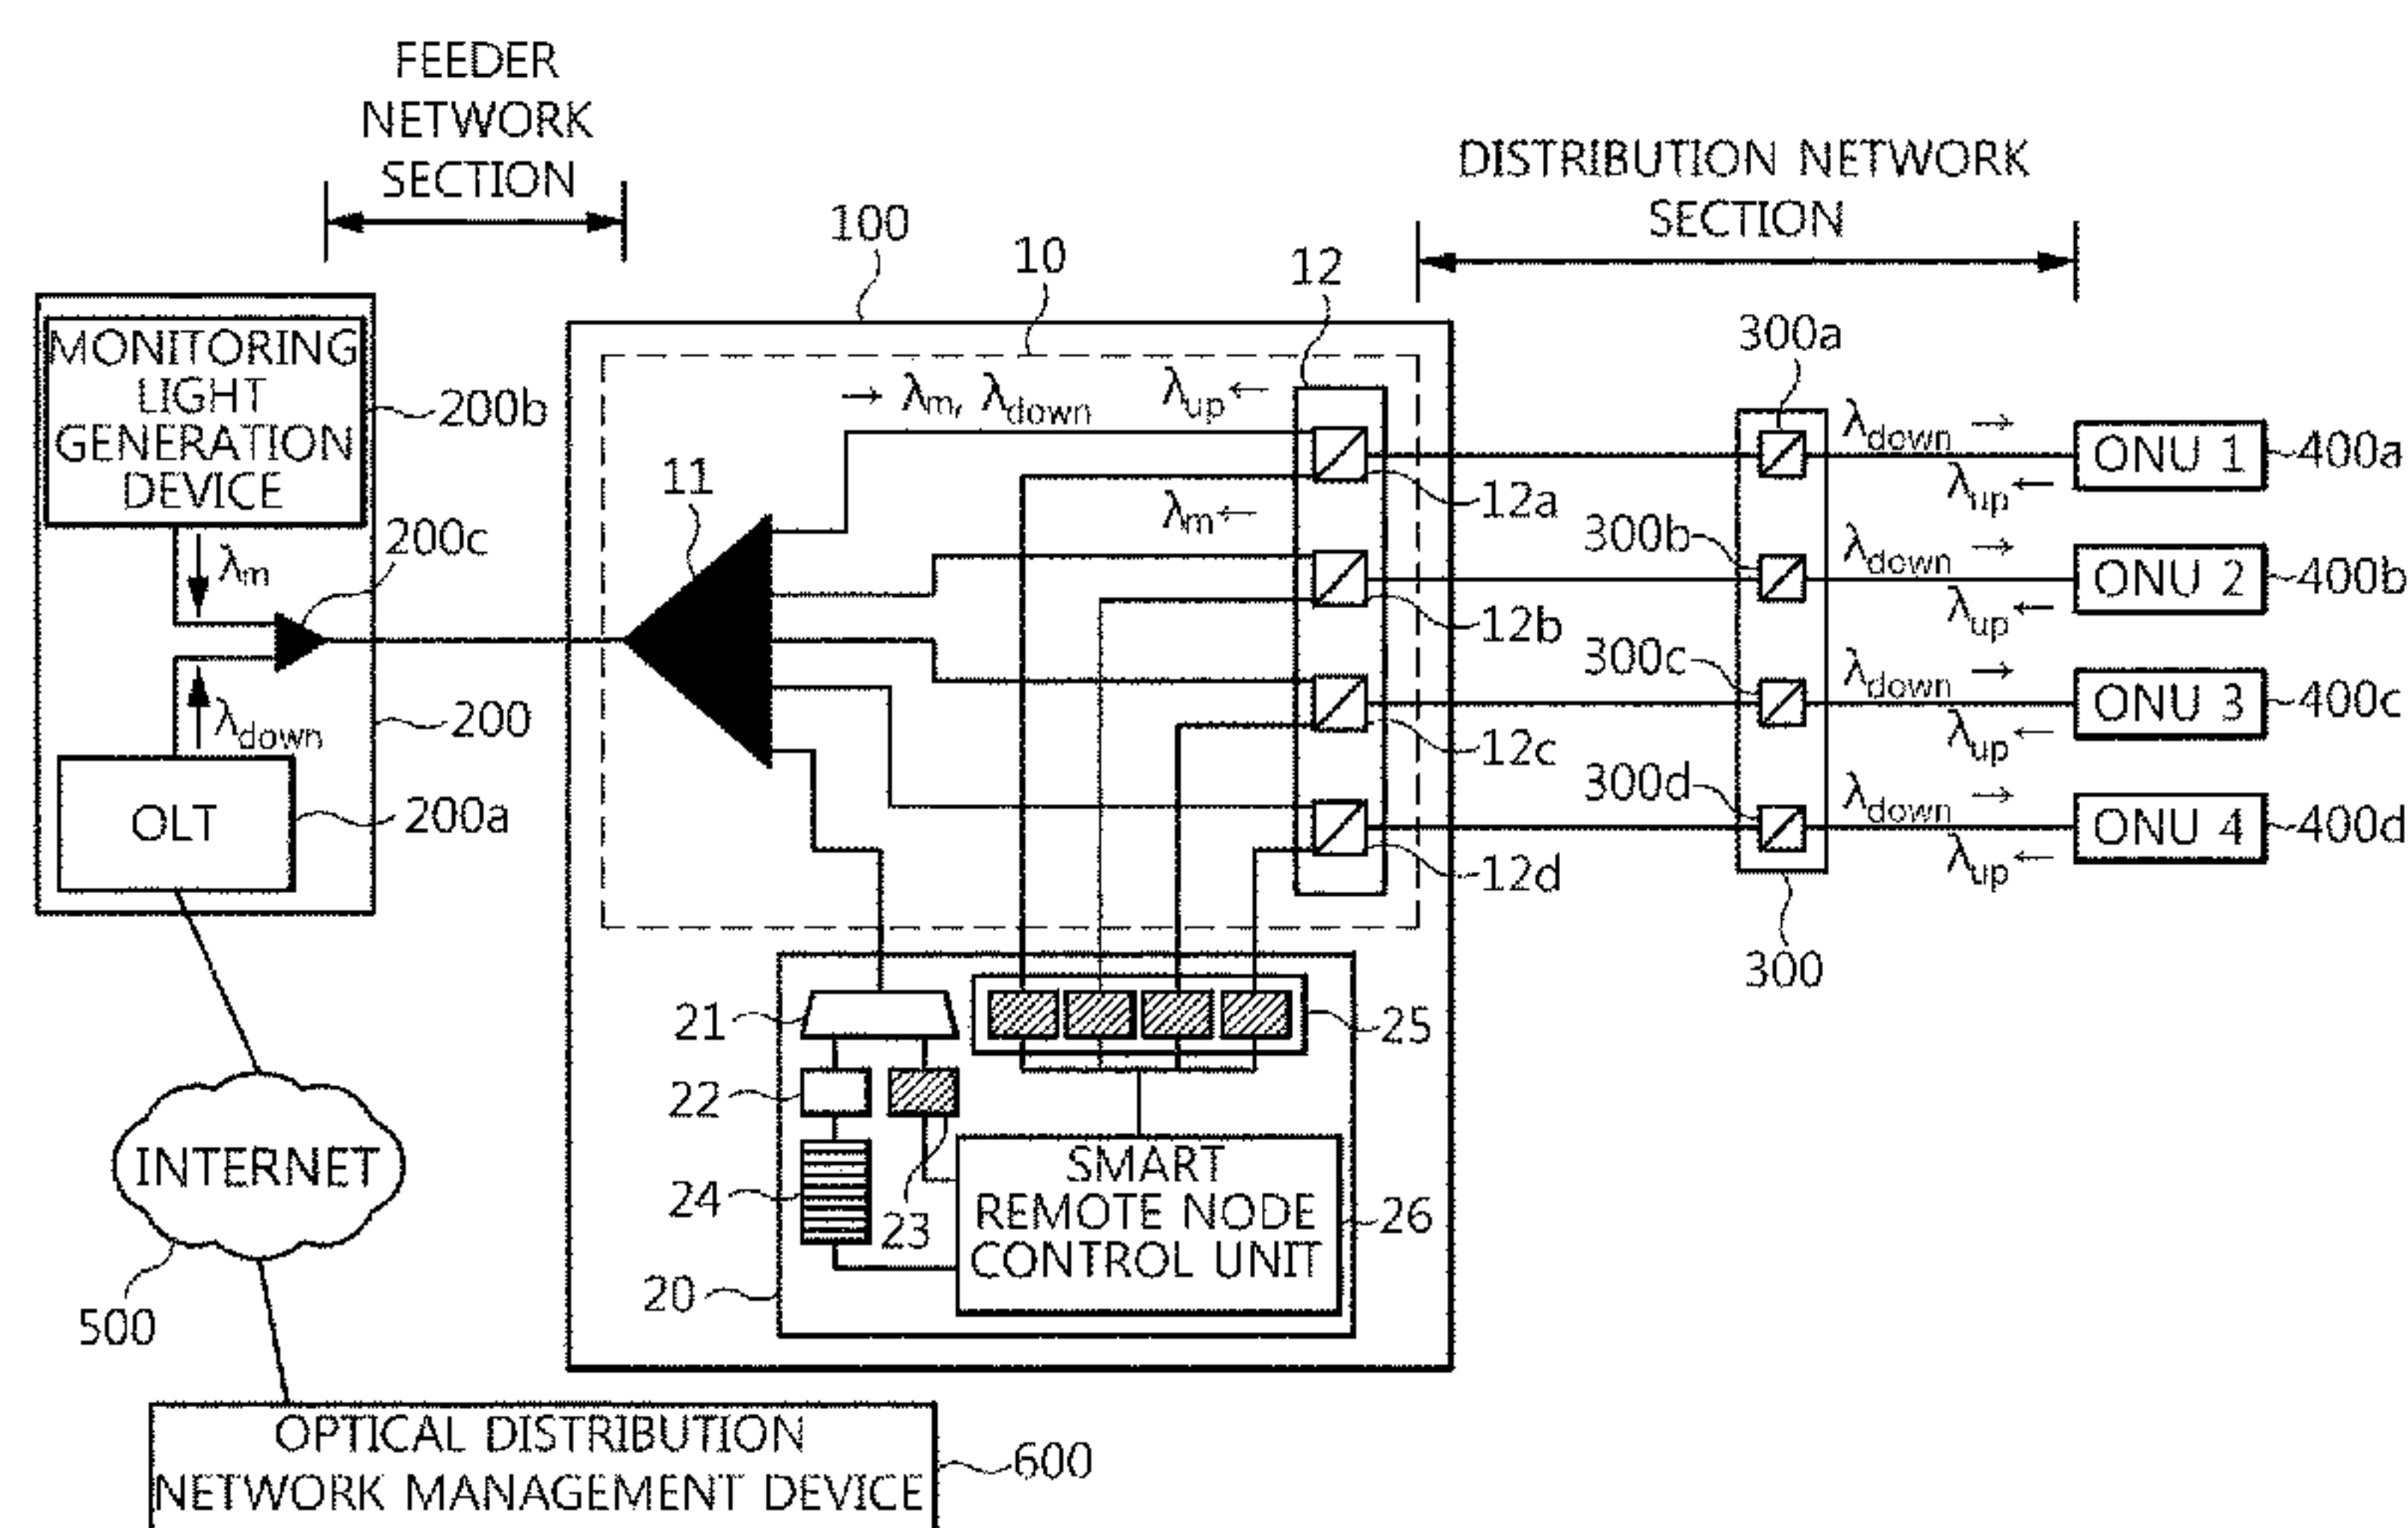 FEEDER
NETWORK
SECTION
DISTRIBUTION NETWORK
SECTION
100
10
12
300a
MONITORING
LIGHT
GENERATION
DEVICE
200b
→ λm, λdown
λup ←
λdown →
ONU 1
400a
λup ←
11
12a
λm ←
200c
λm
300b
λdown →
ONU 2
400b
λup ←
12b
300c
λdown →
ONU 3
400c
λup ←
200
λdown
12c
300d
λdown →
ONU 4
400d
λup ←
OLT
200a
12d
300
21
25
22
INTERNET
24
23
SMART
REMOTE NODE
CONTROL UNIT
26
20
500
OPTICAL DISTRIBUTION
NETWORK MANAGEMENT DEVICE
600